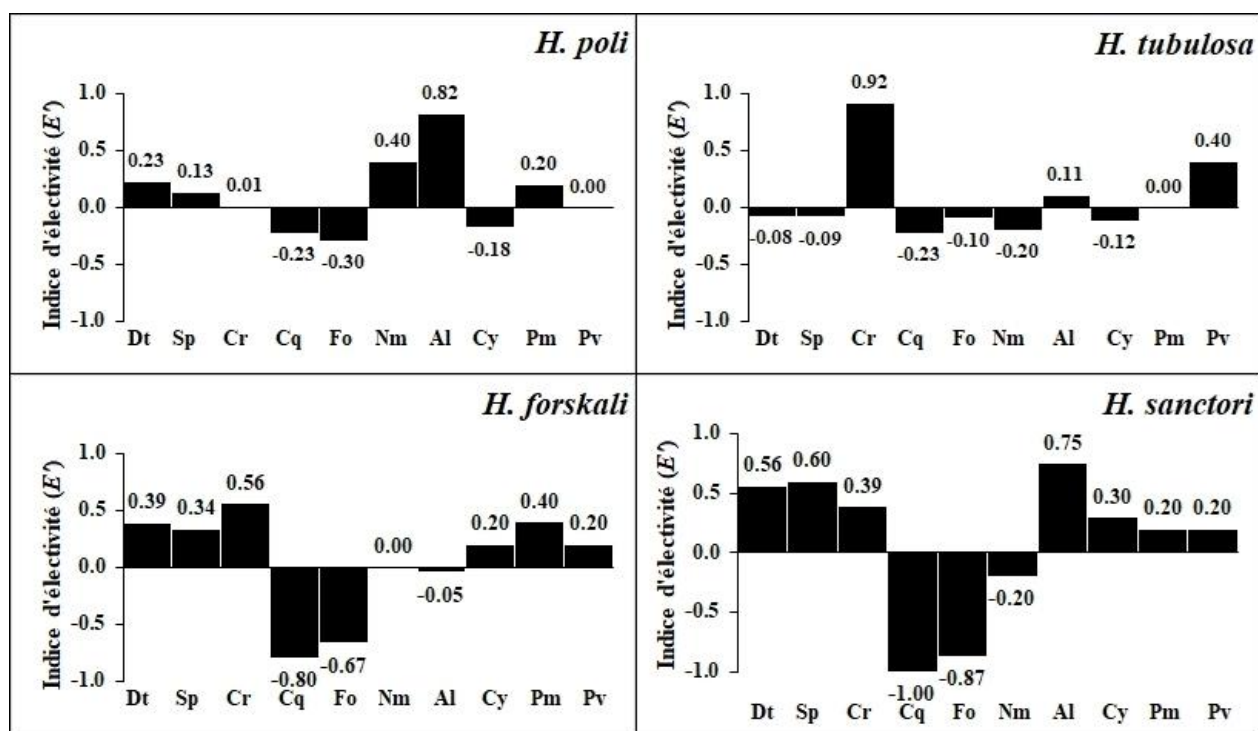 H. poli
Indice d'électivité (E')
1.0
0.5
0.0
-0.5
-1.0
0.23 0.13 0.01 -0.23 -0.30 0.40 0.82 -0.18 0.20 0.00
Dt Sp Cr Cq Fo Nm Al Cy Pm Pv
H. tubulosa
Indice d'électivité (E')
1.0
0.5
0.0
-0.5
-1.0
-0.08 -0.09 0.92 -0.23 -0.10 -0.20 0.11 -0.12 0.00 0.40
Dt Sp Cr Cq Fo Nm Al Cy Pm Pv
H. forskali
Indice d'électivité (E')
1.0
0.5
0.0
-0.5
-1.0
0.39 0.34 0.56 -0.80 -0.67 0.00 -0.05 0.20 0.40 0.20
Dt Sp Cr Cq Fo Nm Al Cy Pm Pv
H. sanctori
Indice d'électivité (E')
1.0
0.5
0.0
-0.5
-1.0
0.56 0.60 0.39 -1.00 -0.87 -0.20 0.75 0.30 0.20 0.20
Dt Sp Cr Cq Fo Nm Al Cy Pm Pv